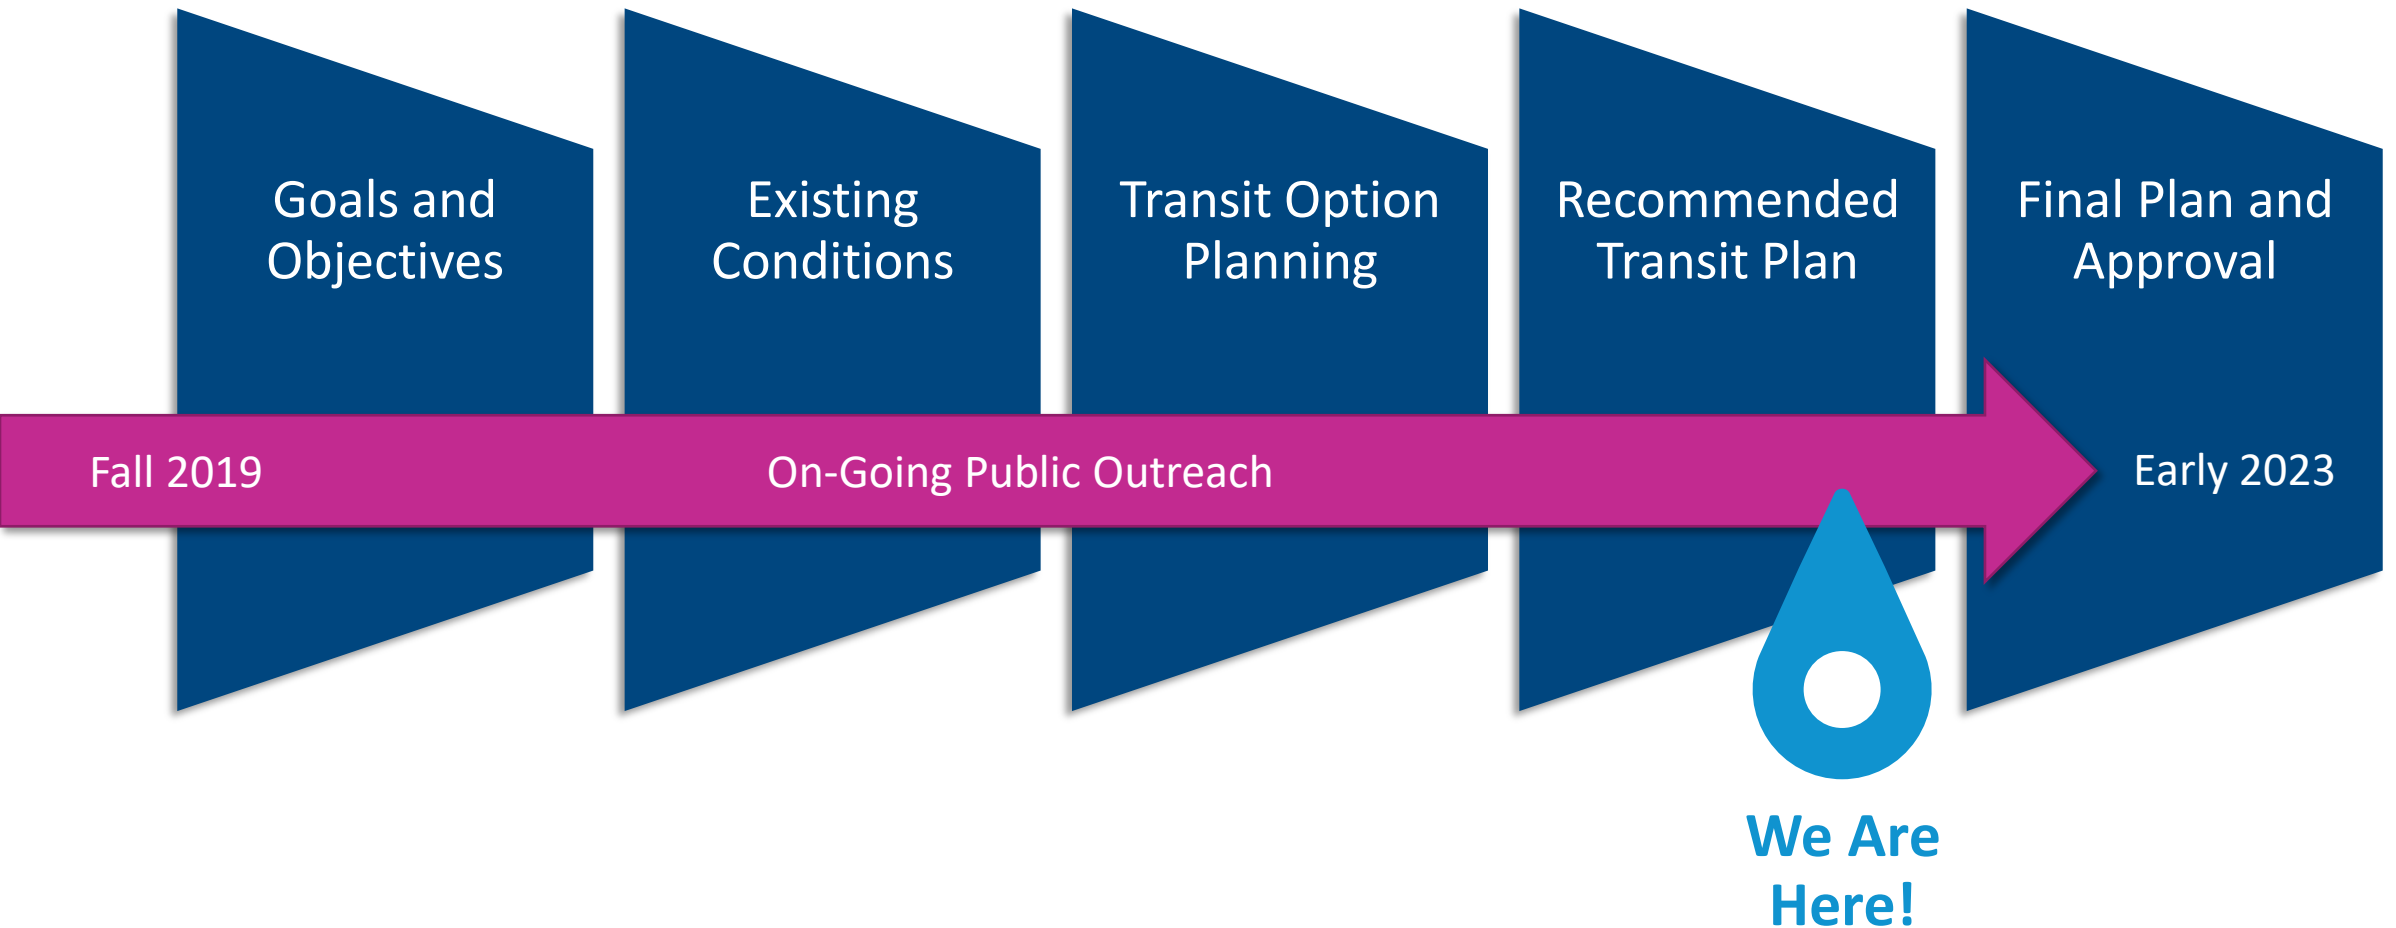 Goals and
Objectives
Existing
Conditions
Transit Option
Planning
Recommended
Transit Plan
Final Plan and
Approval
Fall 2019
On-Going Public Outreach
Early 2023
We Are
Here!